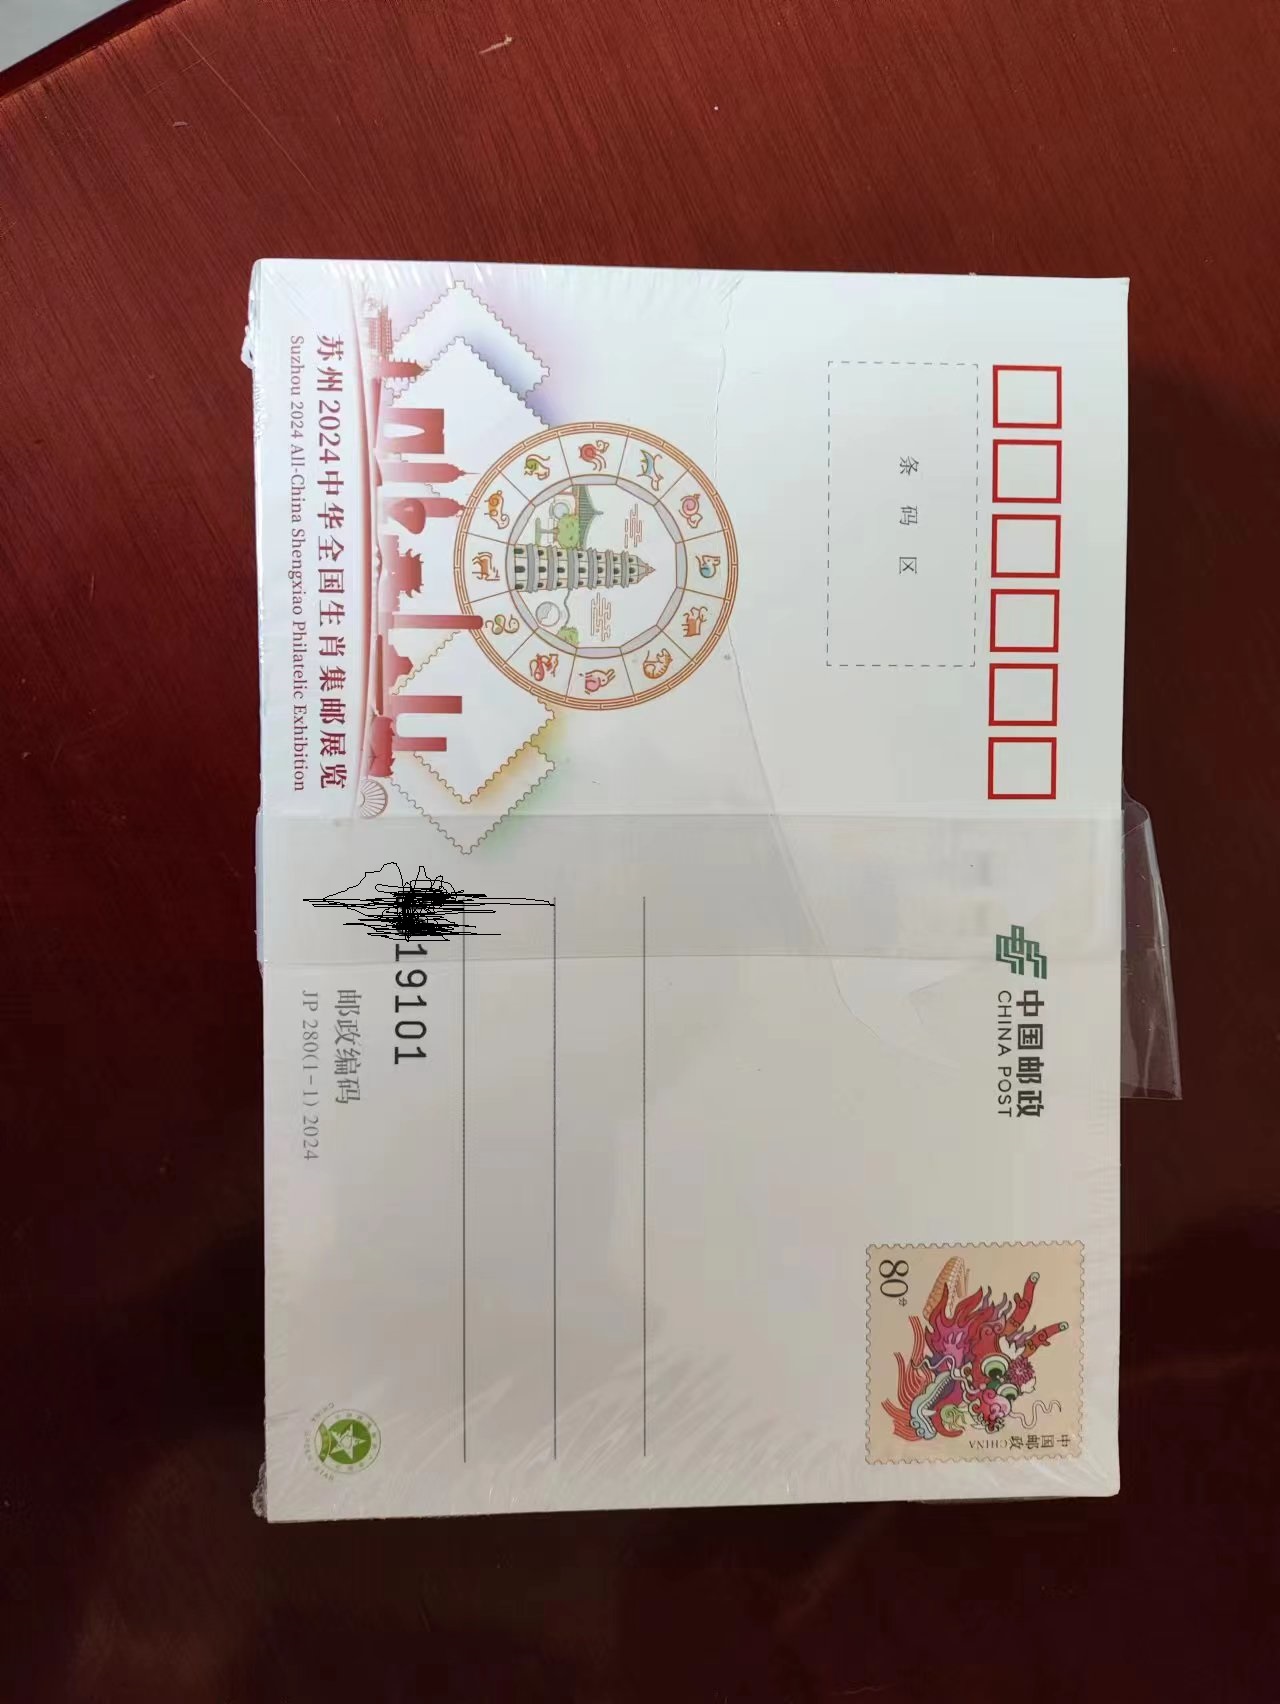 条 码 区
中国邮政
CHINA POST
80分
中国邮政
CHINA
苏州2024中华全国生肖集邮展览
Suzhou 2024 All-China Shengxiao Philatelic Exhibition
19101
邮政编码
JP 280(1-1) 2024